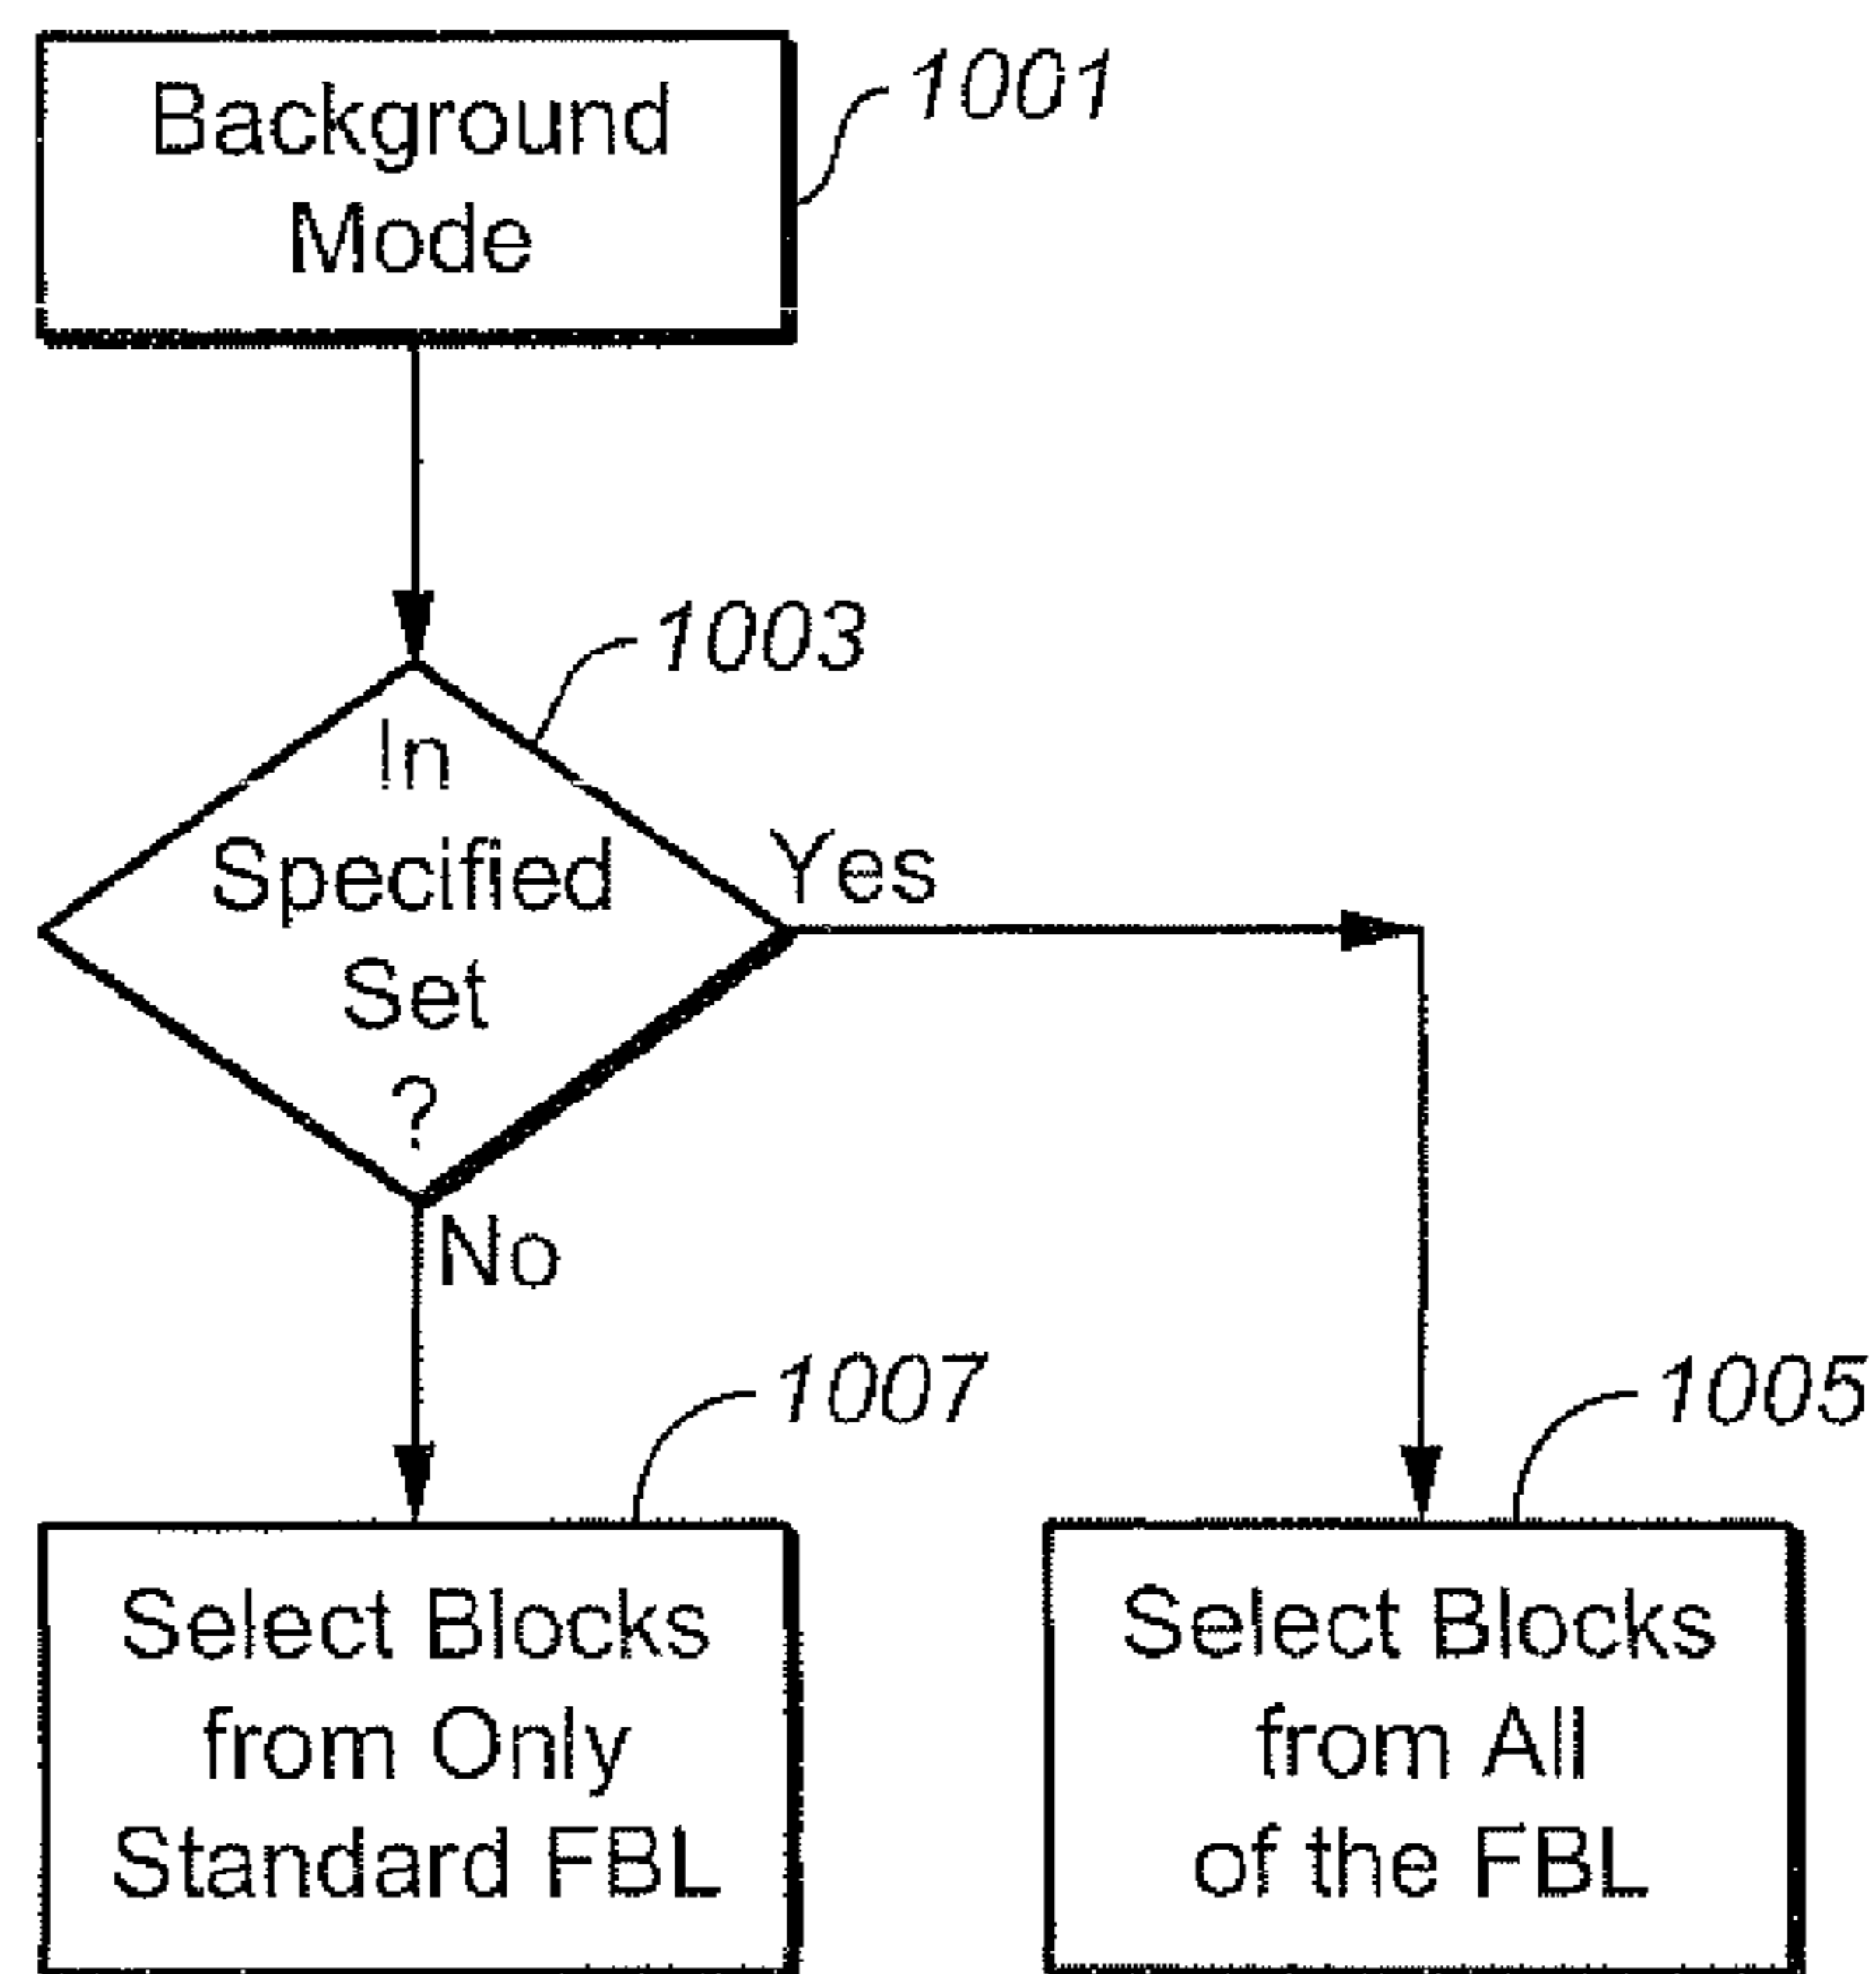 Background
Mode
1001
1003
In
Specified
Set
?
Yes
No
1007
1005
Select Blocks
from Only
Standard FBL
Select Blocks
from All
of the FBL